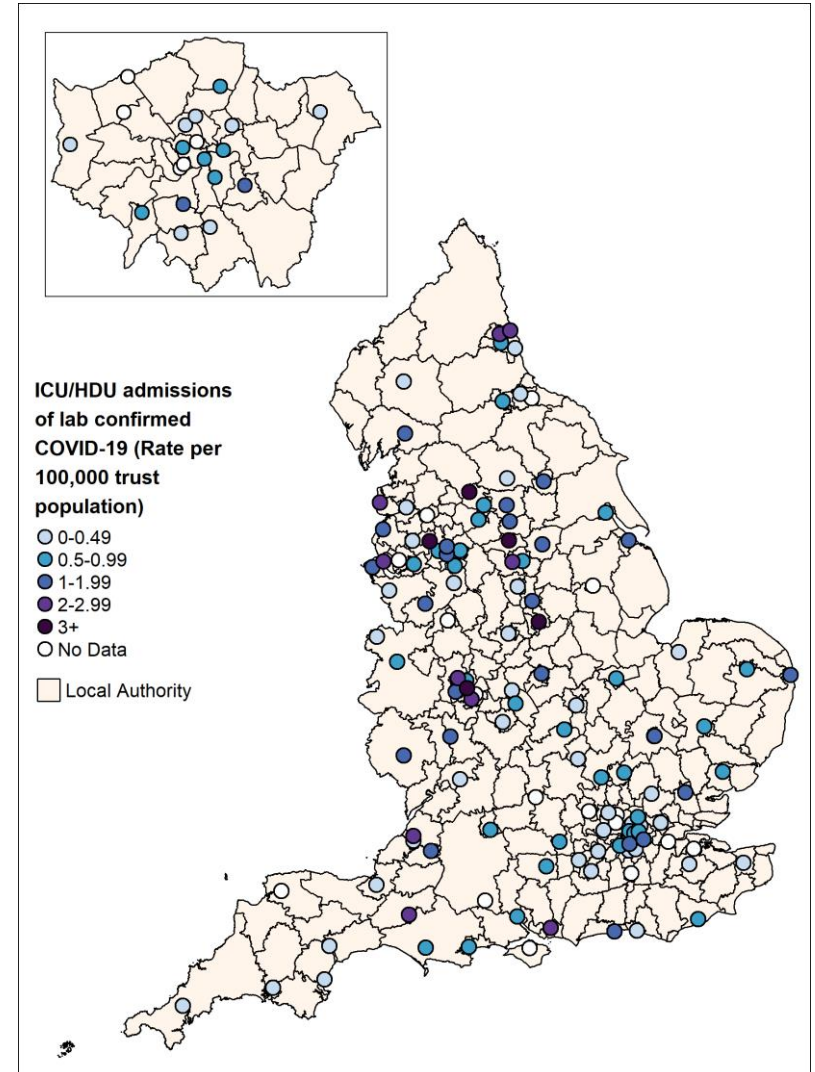 ICU/HDU admissions
of lab confirmed
COVID-19 (Rate per
100,000 trust
population)
0-0.49
0.5-0.99
1-1.99
2-2.99
3+
No Data
Local Authority